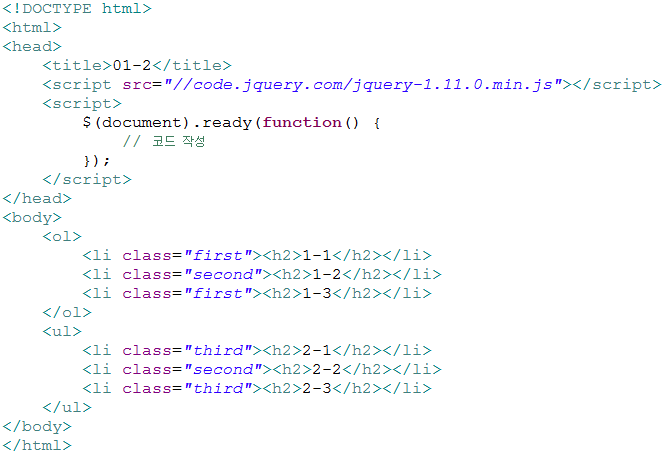 <!DOCTYPE html>
<html>
<head>
    <title>01-2</title>
    <script src="//code.jquery.com/jquery-1.11.0.min.js"></script>
    <script>
        $(document).ready(function() {
            // 코드 작성
        });
    </script>
</head>
<body>
    <ol>
        <li class="first"><h2>1-1</h2></li>
        <li class="second"><h2>1-2</h2></li>
        <li class="first"><h2>1-3</h2></li>
    </ol>
    <ul>
        <li class="third"><h2>2-1</h2></li>
        <li class="second"><h2>2-2</h2></li>
        <li class="third"><h2>2-3</h2></li>
    </ul>
</body>
</html>